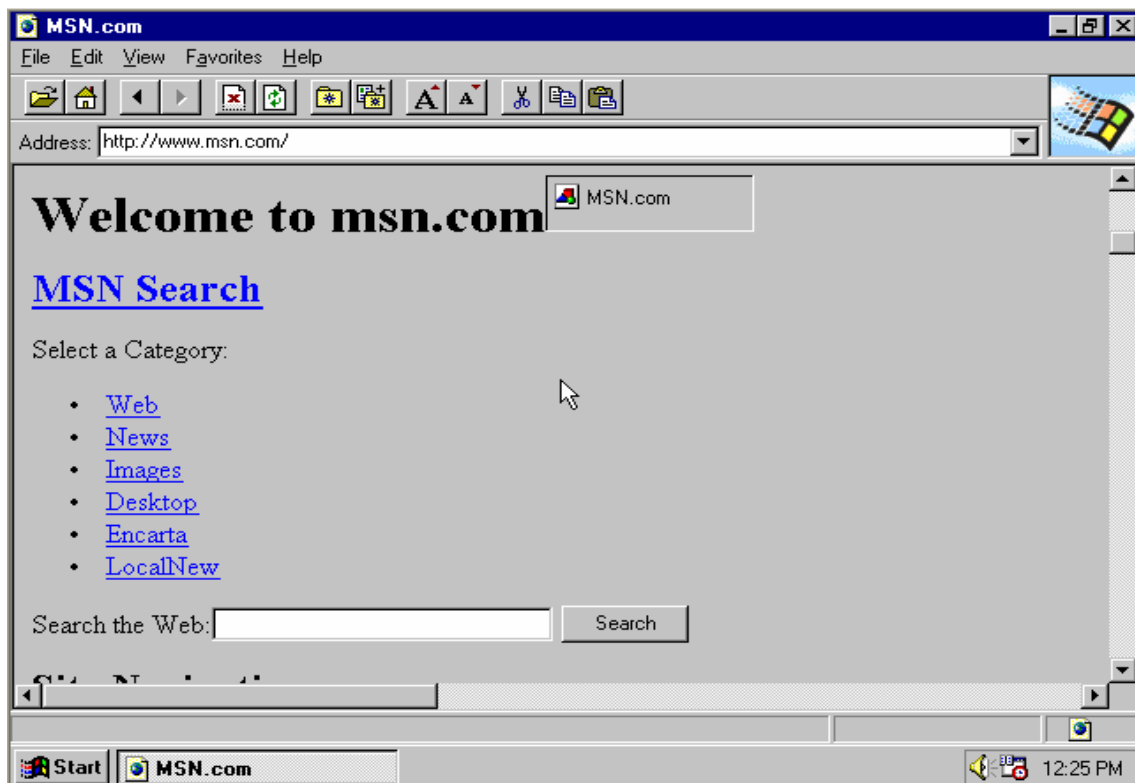 MSN.com
File Edit View Favorites Help
A A
Address: http://www.msn.com/
Welcome to msn.com MSN.com
MSN Search
Select a Category:
• Web
• News
• Images
• Desktop
• Encarta
• LocalNew
Search the Web: Search
Site Navigation
Start MSN.com 12:25 PM